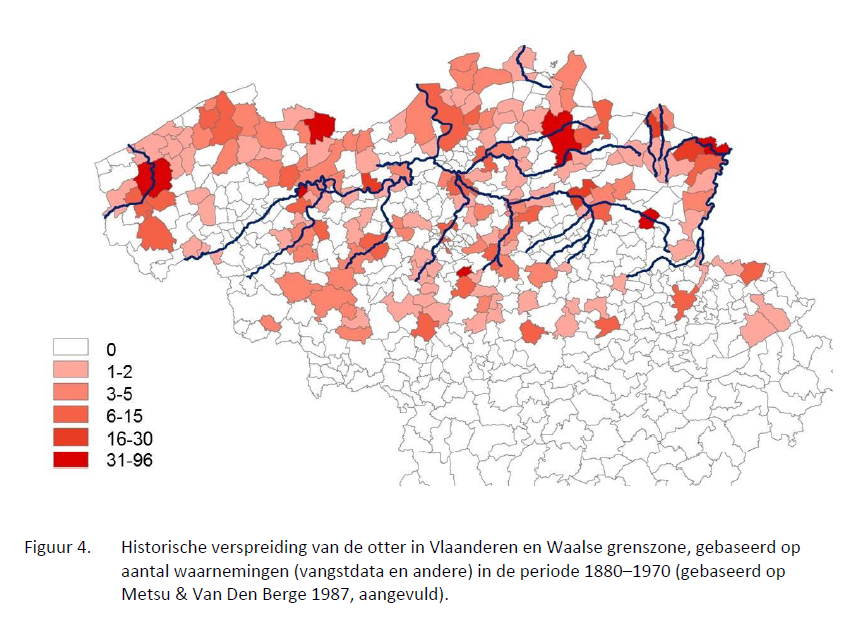 0
1-2
3-5
6-15
16-30
31-96
Figuur 4. Historische verspreiding van de otter in Vlaanderen en Waalse grenszone, gebaseerd op
aantal waarnemingen (vangstdata en andere) in de periode 1880–1970 (gebaseerd op
Metsu & Van Den Berge 1987, aangevuld).